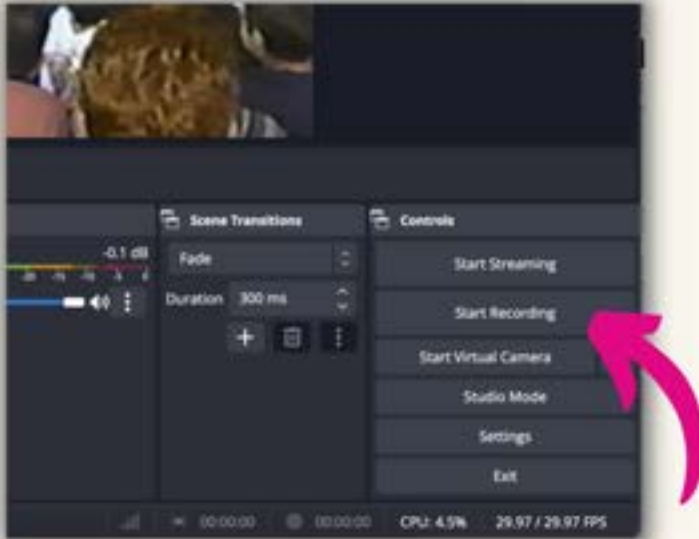 Scene Transitions
Controls
-0.1 dB
Fade
Start Streaming
Duration 300 ms
Start Recording
Start Virtual Camera
Studio Mode
Settings
Exit
00:00:00 00:00:00 CPU: 4.5% 29.97 / 29.97 FPS